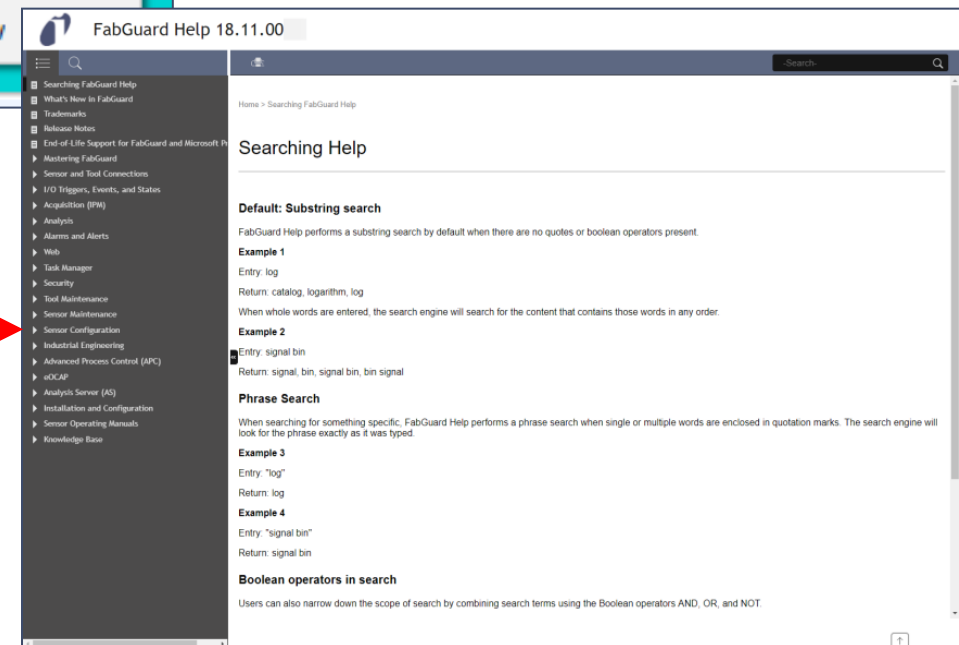 FabGuard Help 18.11.00
-Search-
Searching FabGuard Help
What's New in FabGuard
Trademarks
Release Notes
End-of-Life Support for FabGuard and Microsoft Pr
Mastering FabGuard
Sensor and Tool Connections
I/O Triggers, Events, and States
Acquisition (IPM)
Analysis
Alarms and Alerts
Web
Task Manager
Security
Tool Maintenance
Sensor Maintenance
Sensor Configuration
Industrial Engineering
Advanced Process Control (APC)
eOCAP
Analysis Server (AS)
Installation and Configuration
Sensor Operating Manuals
Knowledge Base
Home > Searching FabGuard Help
Searching Help
Default: Substring search
FabGuard Help performs a substring search by default when there are no quotes or boolean operators present.
Example 1
Entry: log
Return: catalog, logarithm, log
When whole words are entered, the search engine will search for the content that contains those words in any order.
Example 2
Entry: signal bin
Return: signal, bin, signal bin, bin signal
Phrase Search
When searching for something specific, FabGuard Help performs a phrase search when single or multiple words are enclosed in quotation marks. The search engine will
look for the phrase exactly as it was typed.
Example 3
Entry: "log"
Return: log
Example 4
Entry: "signal bin"
Return: signal bin
Boolean operators in search
Users can also narrow down the scope of search by combining search terms using the Boolean operators AND, OR, and NOT.